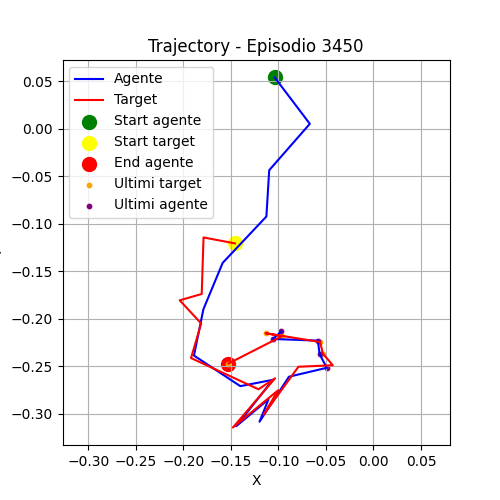 Trajectory - Episodio 3450
Agente
Target
Start agente
Start target
End agente
Ultimi target
Ultimi agente
0.05
0.00
−0.05
−0.10
−0.15
−0.20
−0.25
−0.30
−0.30
−0.25
−0.20
−0.15
−0.10
−0.05
0.00
0.05
X